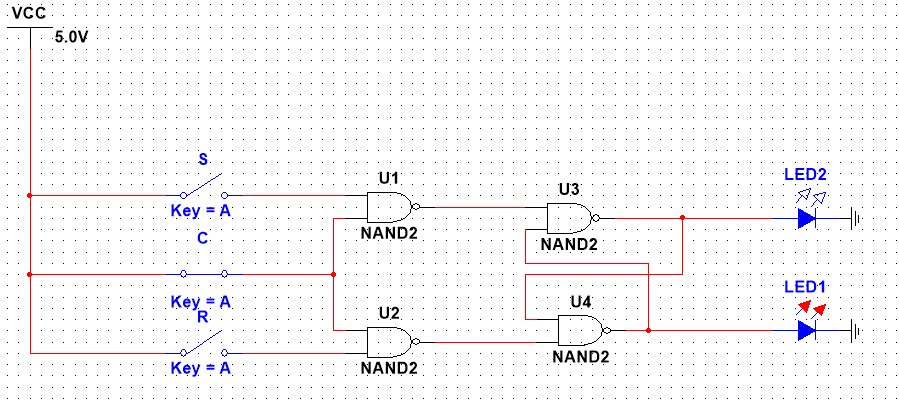 VCC
5.0V
S
Key = A
C
Key = A
R
Key = A
U1
NAND2
U2
NAND2
U3
NAND2
U4
NAND2
LED2
LED1